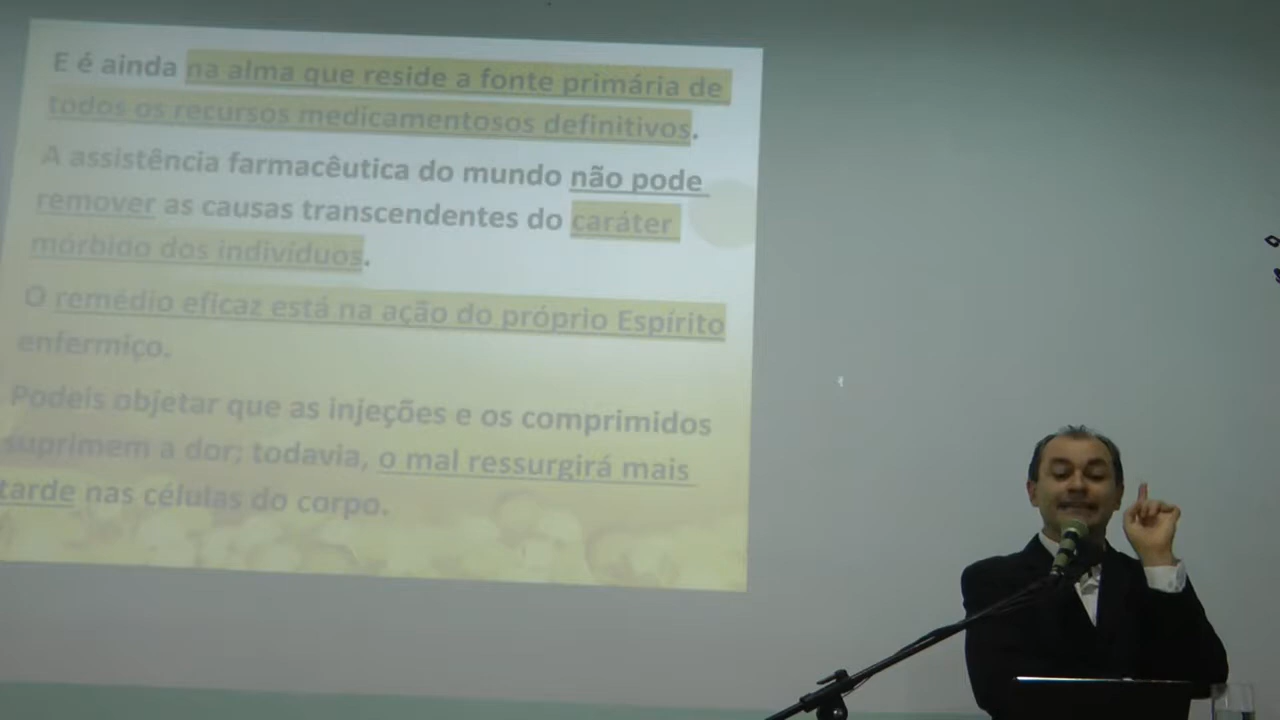 E é ainda na alma que reside a fonte primária de
todos os recursos medicamentosos definitivos.
A assistência farmacêutica do mundo não pode
remover as causas transcendentes do caráter
mórbido dos indivíduos.
O remédio eficaz está na ação do próprio Espírito
enfermiço.
Podeis objetar que as injeções e os comprimidos
suprimem a dor; todavia, o mal ressurgirá mais
tarde nas células do corpo.